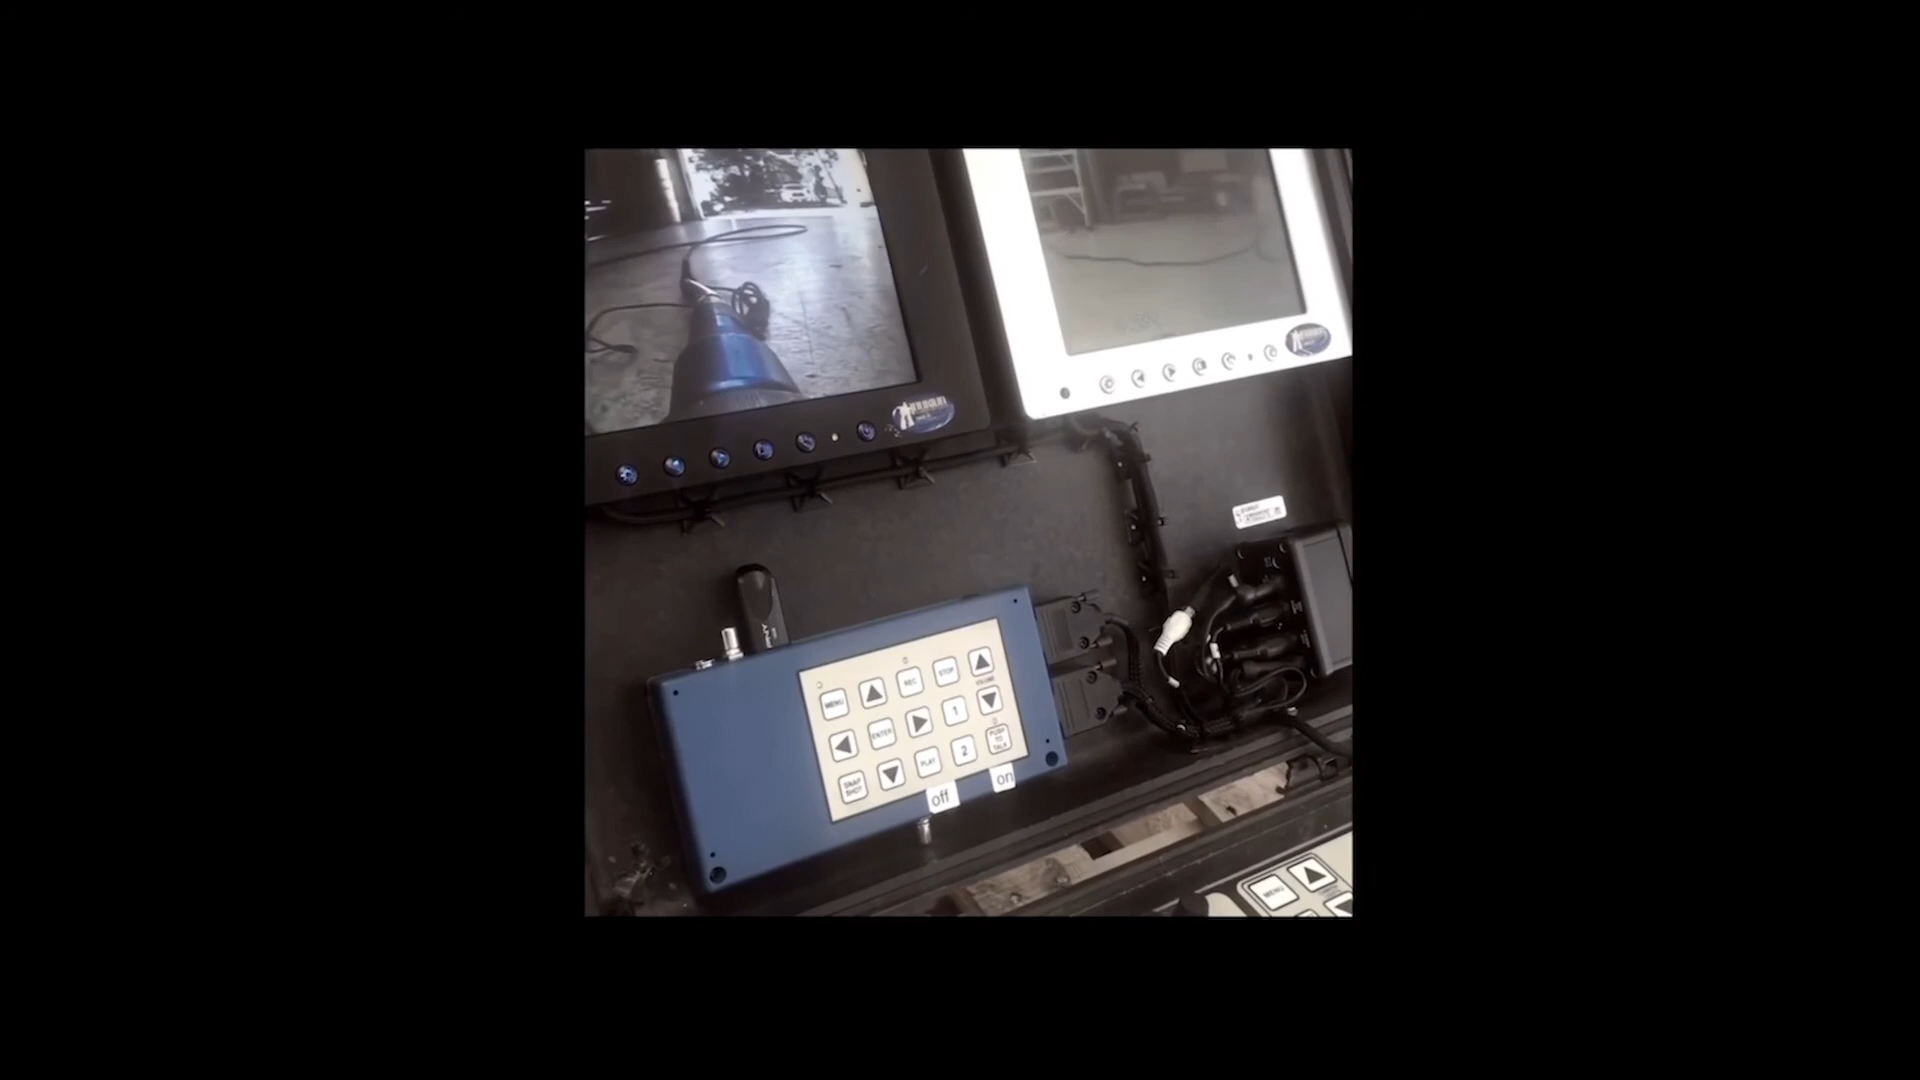 MENU
REC
STOP
VOLUME
ENTER
1
SNAP
SHOT
PLAY
2
PUSH
TO
TALK
off
on
MENU